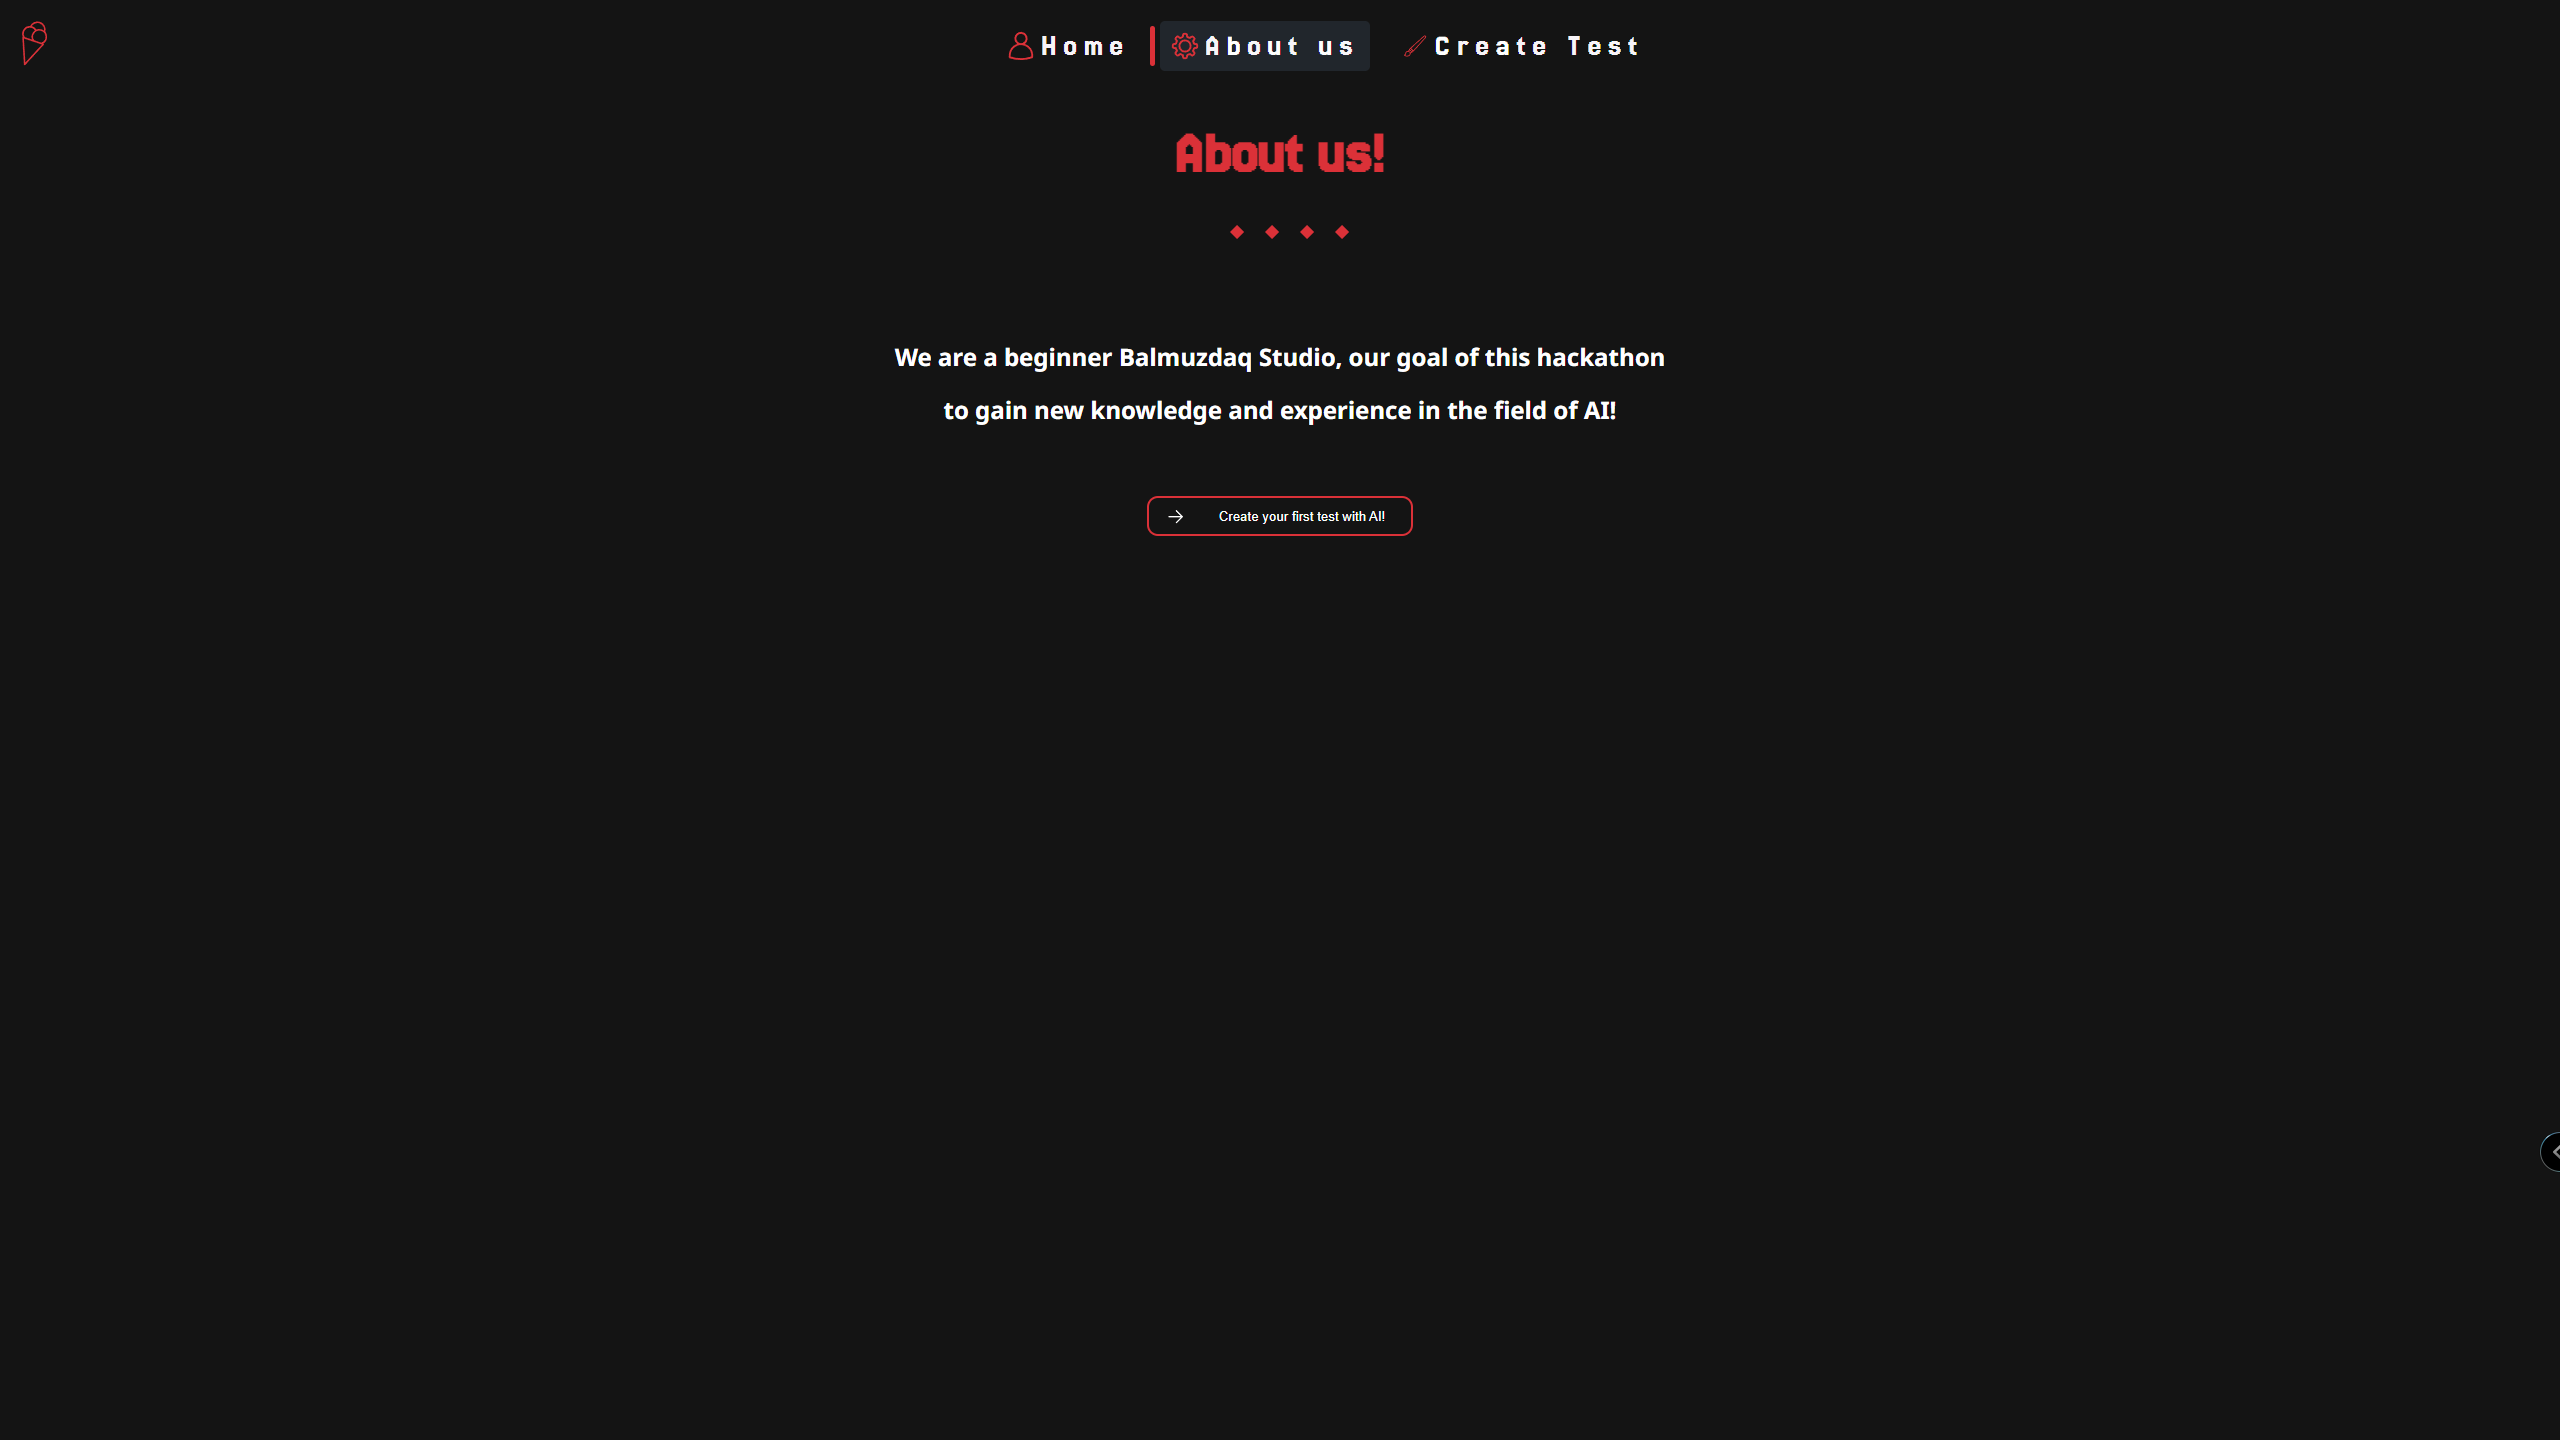 Home
About us
Create Test
About us!
We are a beginner Balmuzdaq Studio, our goal of this hackathon
to gain new knowledge and experience in the field of AI!
Create your first test with AI!